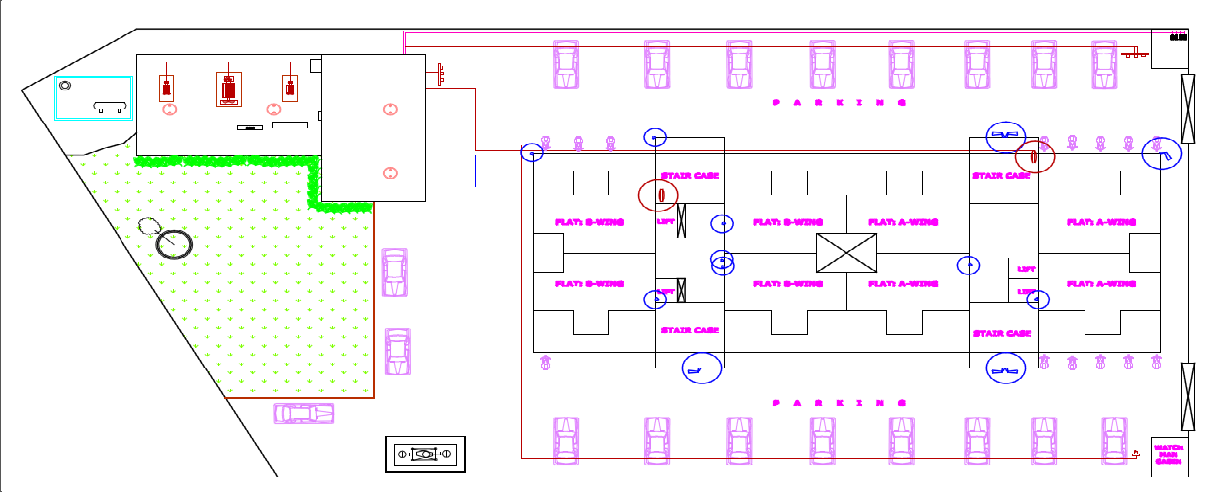 P A R K I N G
STAIR CASE
STAIR CASE
LIFT
FLAT: B-WING
FLAT: B-WING
FLAT: A-WING
FLAT: A-WING
LIFT
LIFT
LIFT
FLAT: B-WING
FLAT: B-WING
FLAT: A-WING
FLAT: A-WING
STAIR CASE
STAIR CASE
P A R K I N G
WATCH
MAN
CABIN